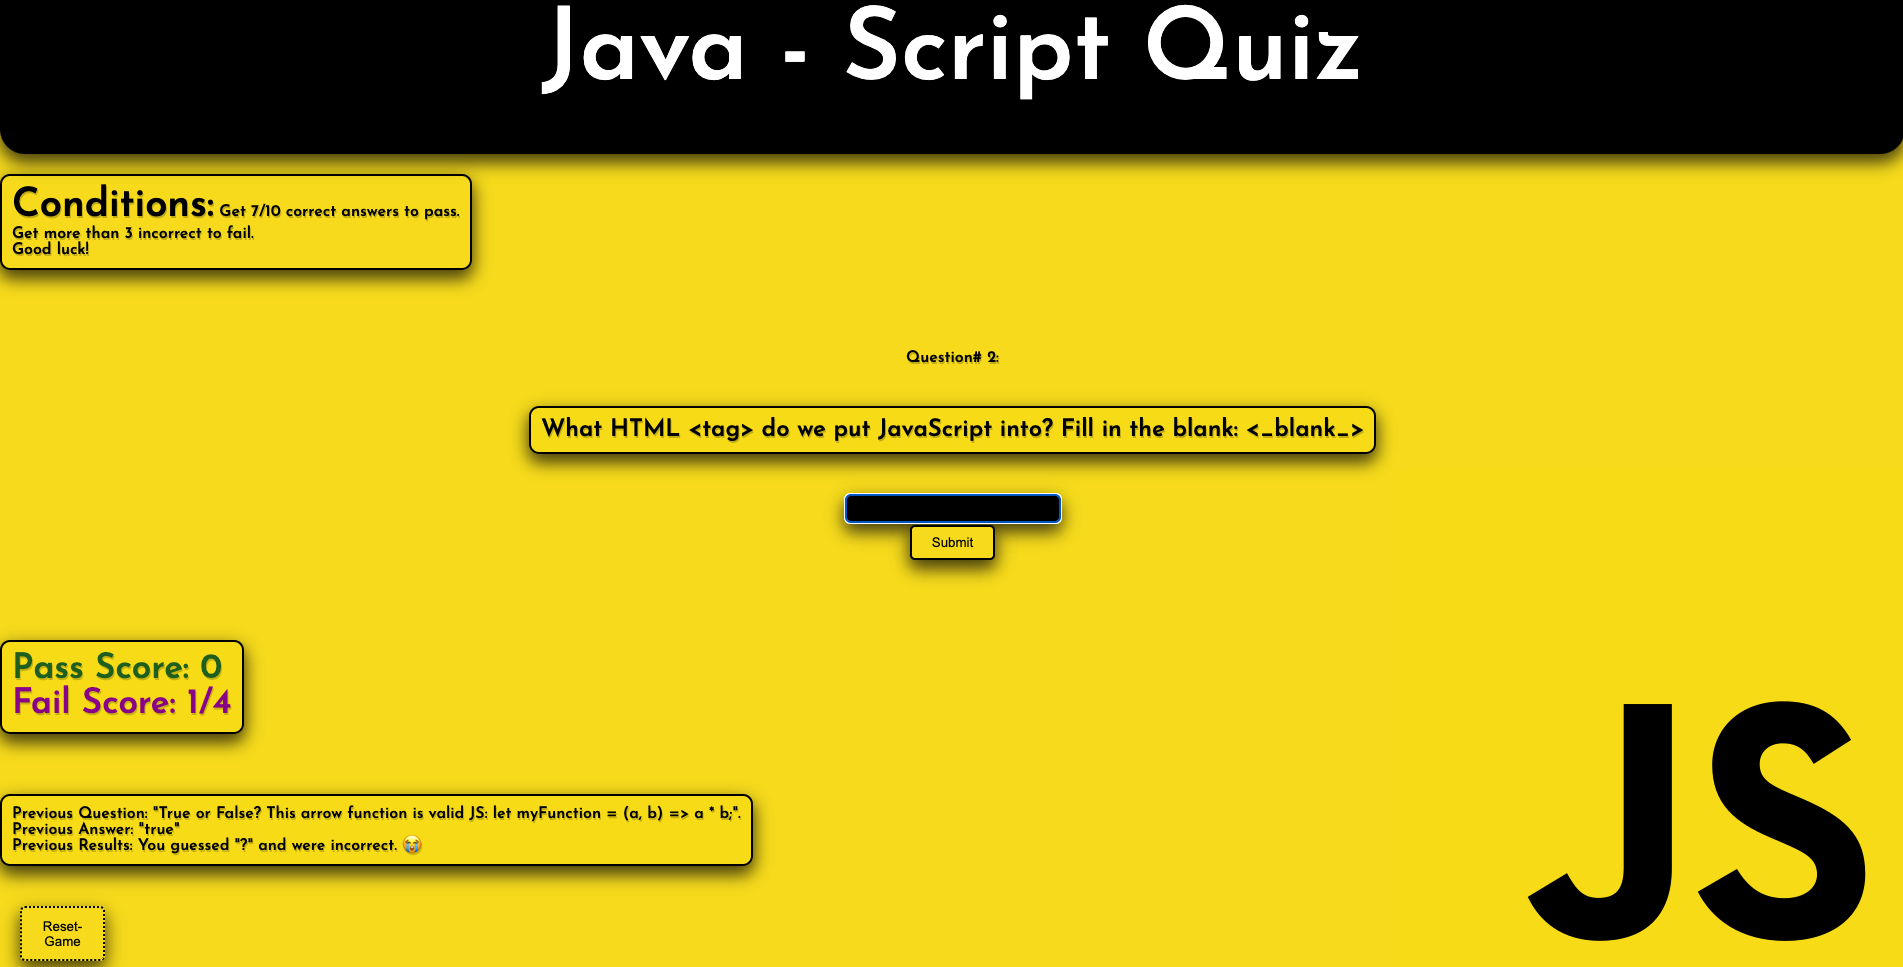 Java - Script Quiz
Conditions: Get 7/10 correct answers to pass.
Get more than 3 incorrect to fail.
Good luck!
Question# 2:
What HTML <tag> do we put JavaScript into? Fill in the blank: <_blank_>
Submit
Pass Score: 0
Fail Score: 1/4
Previous Question: "True or False? This arrow function is valid JS: let myFunction = (a, b) => a * b;".
Previous Answer: "true"
Previous Results: You guessed "?" and were incorrect. 😭
Reset-
Game
JS